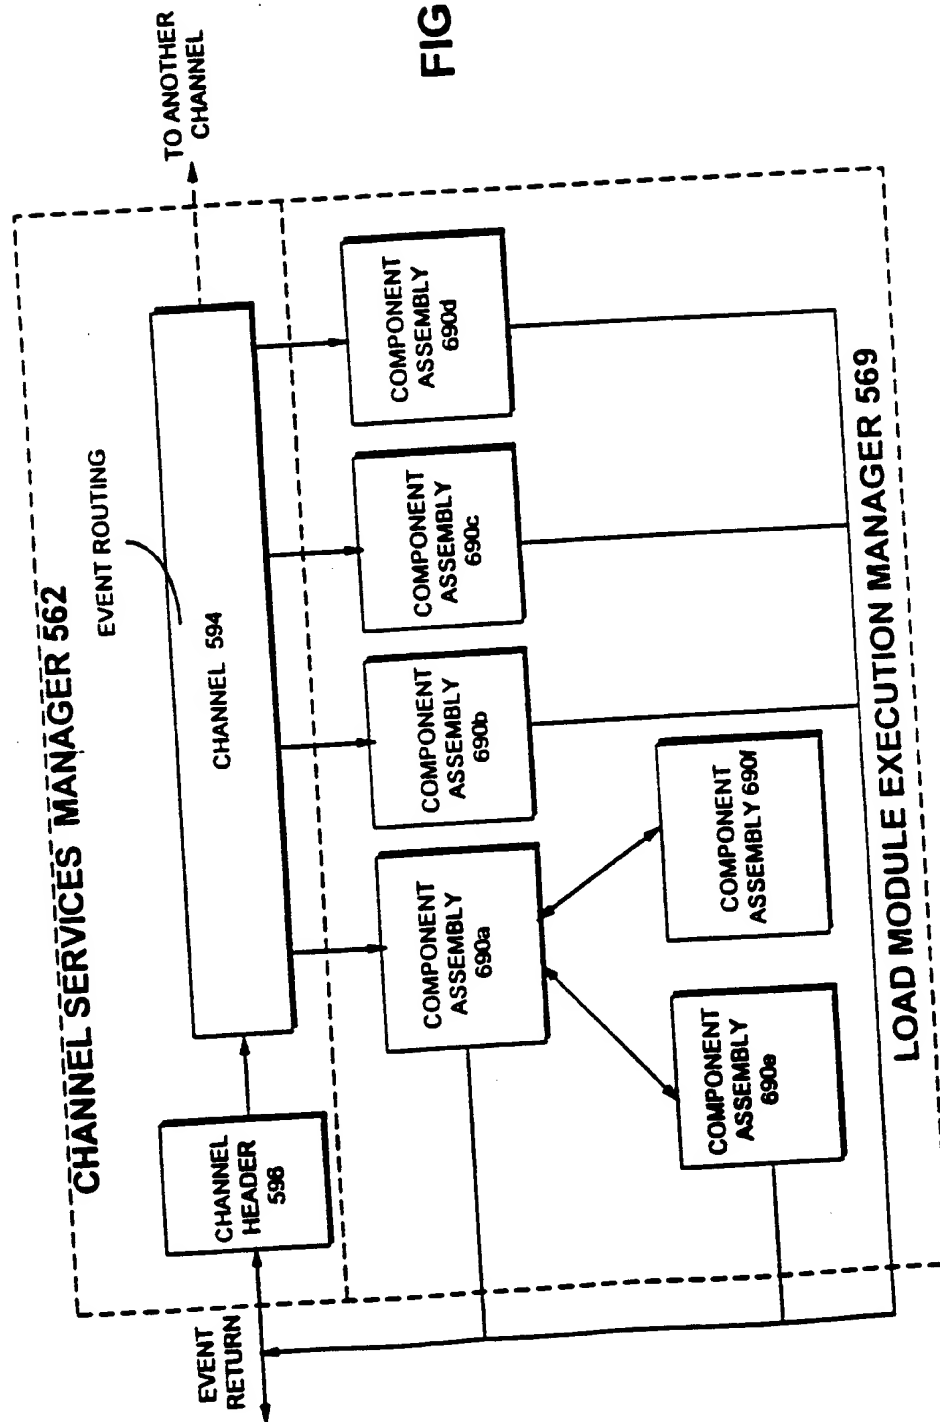 CHANNEL SERVICES MANAGER 562
EVENT ROUTING
TO ANOTHER
CHANNEL
CHANNEL
HEADER
596
CHANNEL 594
EVENT
RETURN
COMPONENT
ASSEMBLY
690a
COMPONENT
ASSEMBLY
690b
COMPONENT
ASSEMBLY
690c
COMPONENT
ASSEMBLY
690d
COMPONENT
ASSEMBLY
690e
COMPONENT
ASSEMBLY 690f
LOAD MODULE EXECUTION MANAGER 569
FIG